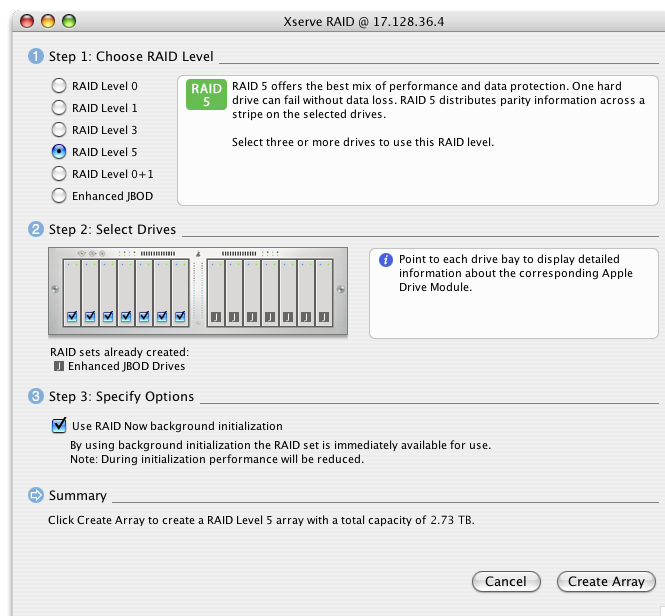 Xserve RAID @ 17.128.36.4
1 Step 1: Choose RAID Level
RAID Level 0
RAID Level 1
RAID Level 3
RAID Level 5
RAID Level 0+1
Enhanced JBOD
RAID
5
RAID 5 offers the best mix of performance and data protection. One hard
drive can fail without data loss. RAID 5 distributes parity information across a
stripe on the selected drives.
Select three or more drives to use this RAID level.
2 Step 2: Select Drives
J J J J J J J
i Point to each drive bay to display detailed
information about the corresponding Apple
Drive Module.
RAID sets already created:
J Enhanced JBOD Drives
3 Step 3: Specify Options
Use RAID Now background initialization
By using background initialization the RAID set is immediately available for use.
Note: During initialization performance will be reduced.
Summary
Click Create Array to create a RAID Level 5 array with a total capacity of 2.73 TB.
Cancel
Create Array